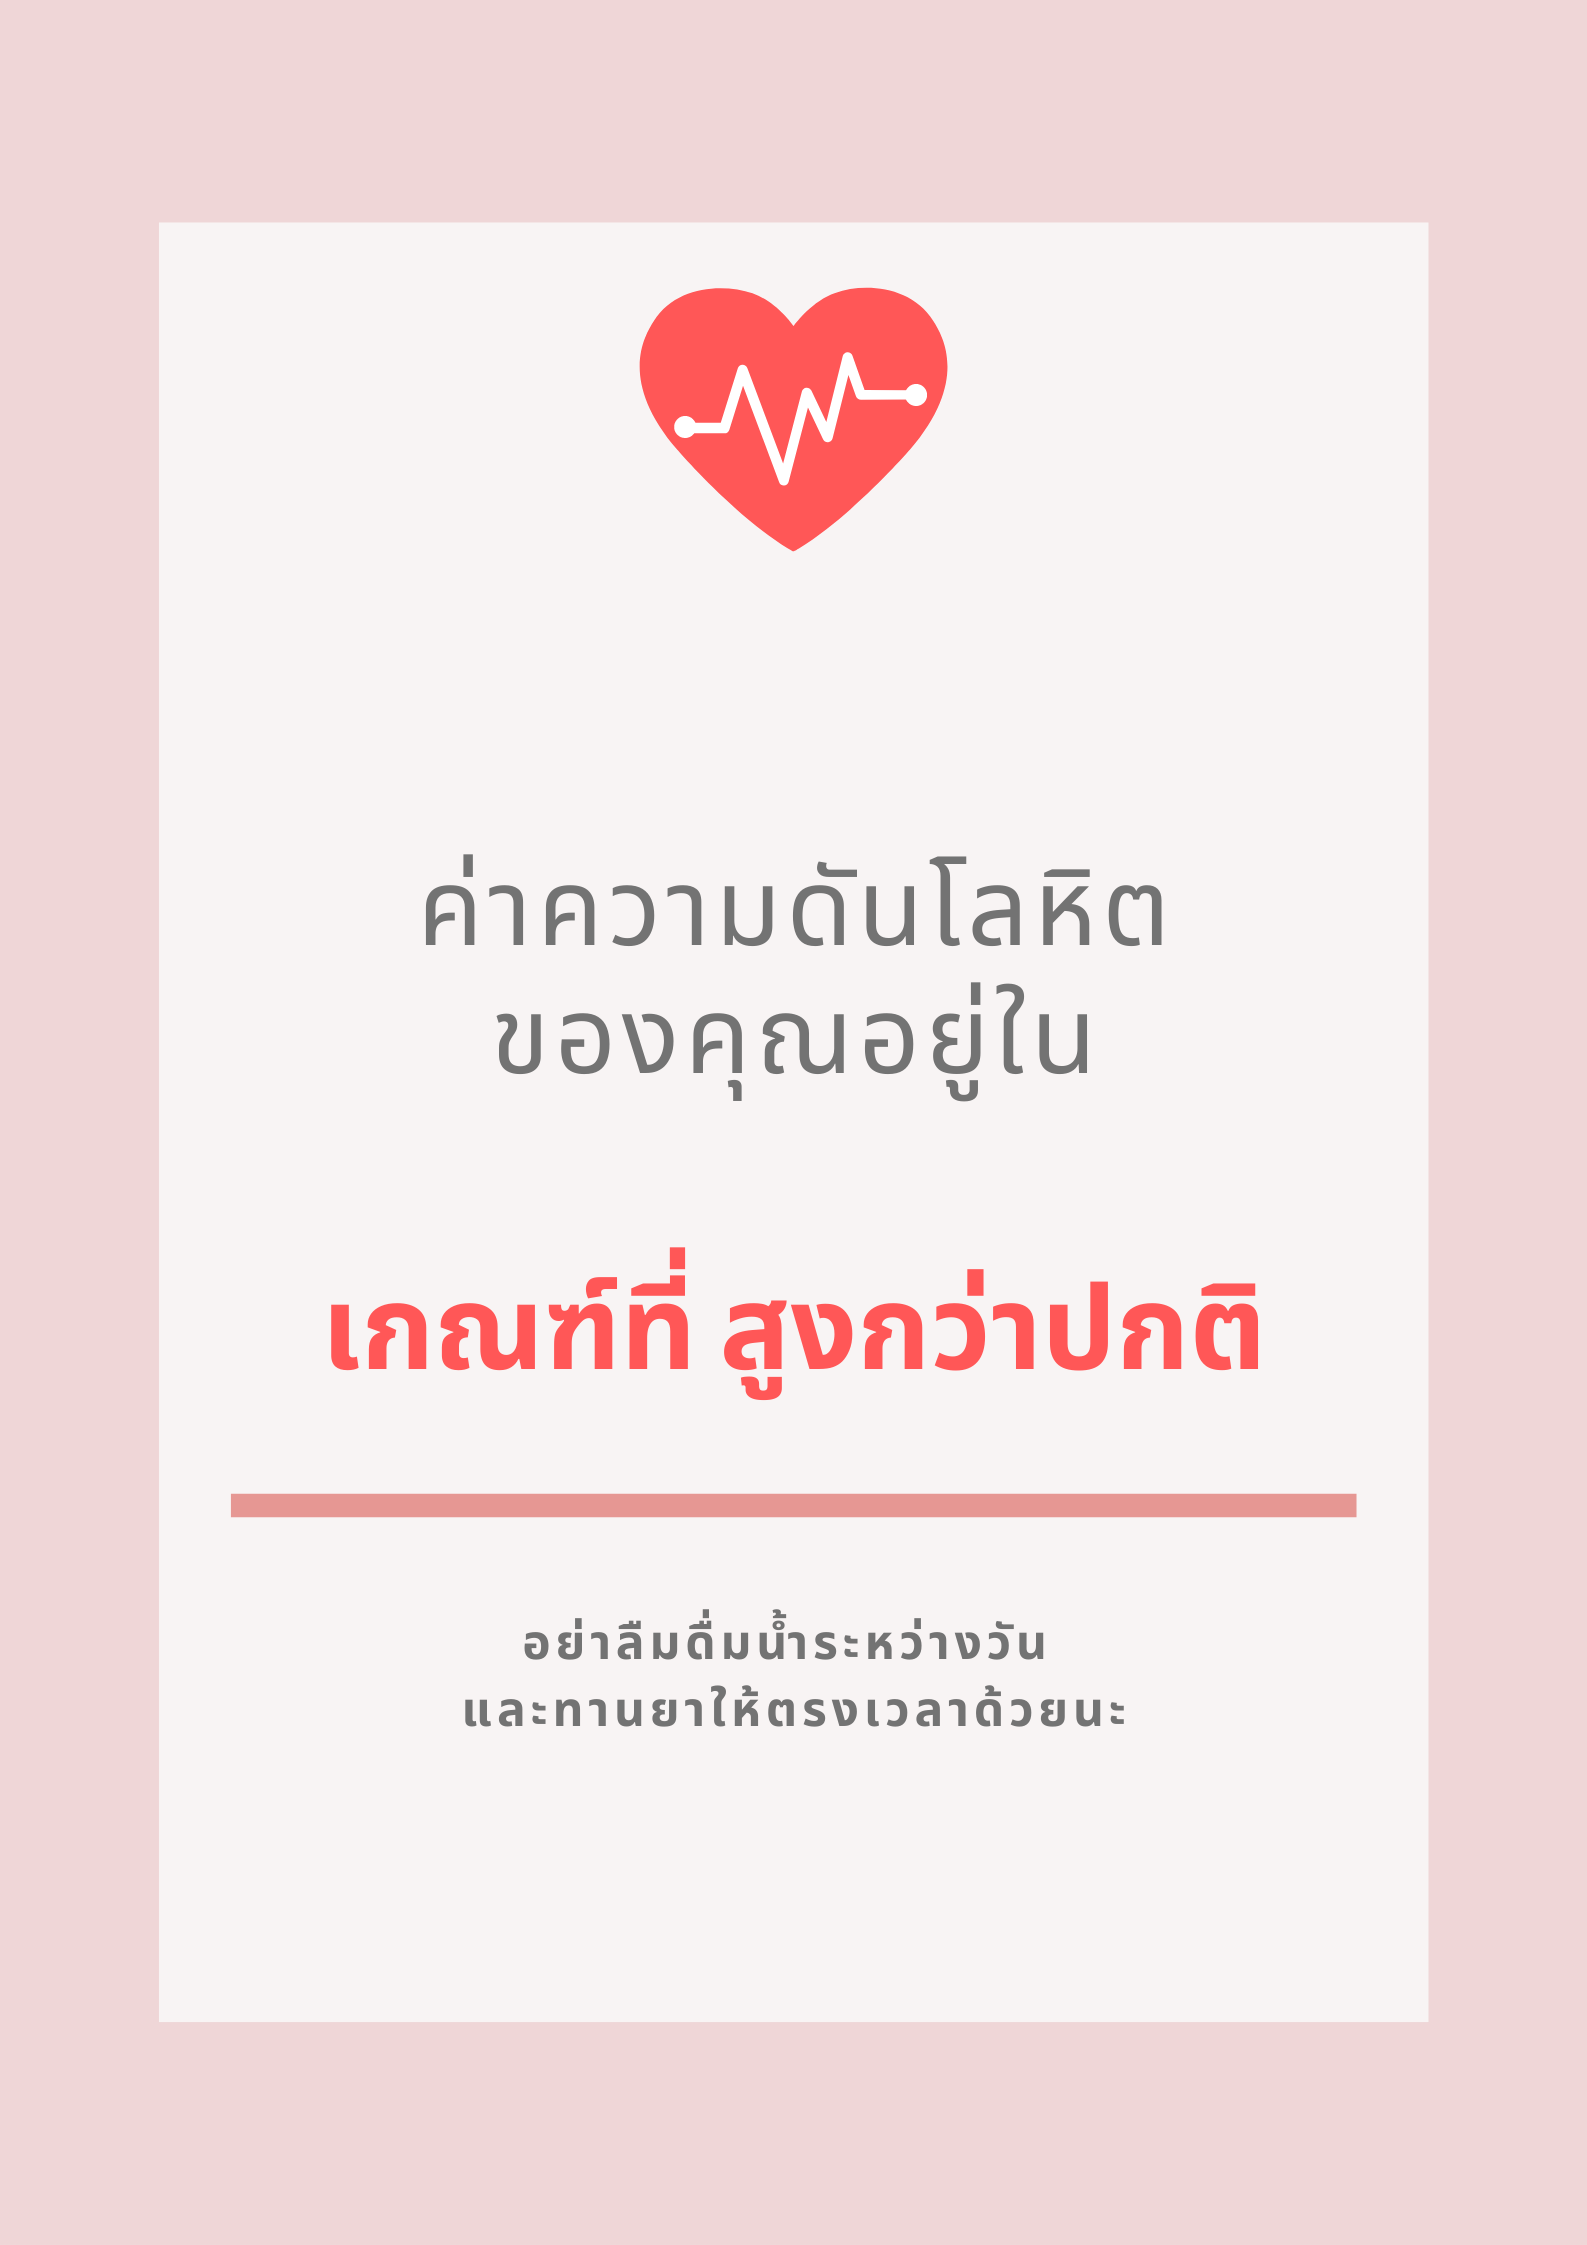 ค่าความดันโลหิต
ของคุณอยู่ใน
เกณฑ์ที่ สูงกว่าปกติ
อย่าลืมดื่มน้ำระหว่างวัน
และทานยาให้ตรงเวลาด้วยนะ